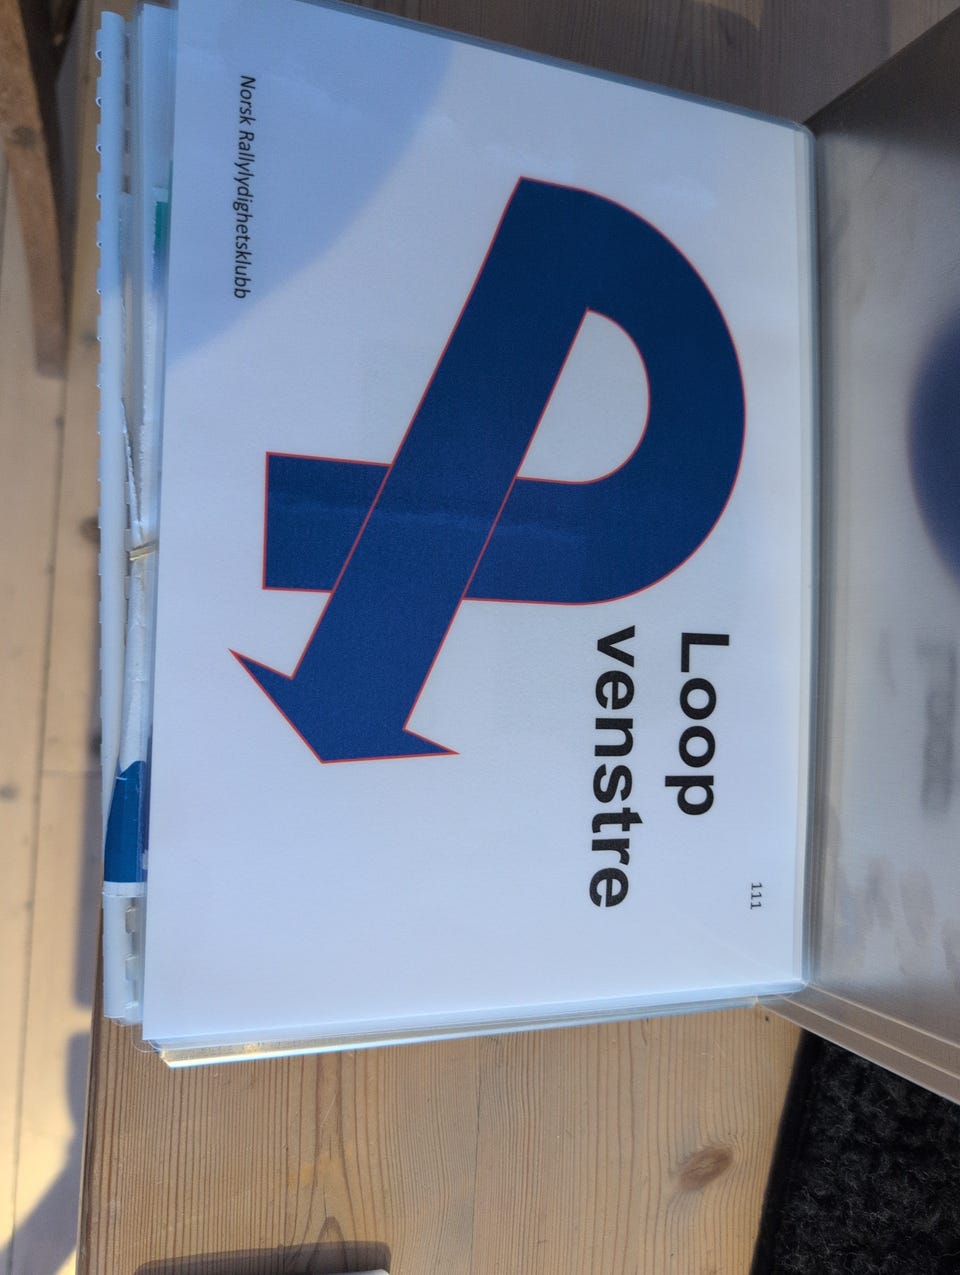 111
Loop
venstre
Norsk Rallylydighetsklubb